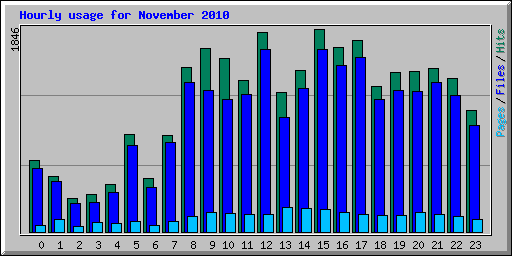 Hourly usage for November 2010
1846
Pages/Files/Hits
0 1 2 3 4 5 6 7 8 9 10 11 12 13 14 15 16 17 18 19 20 21 22 23